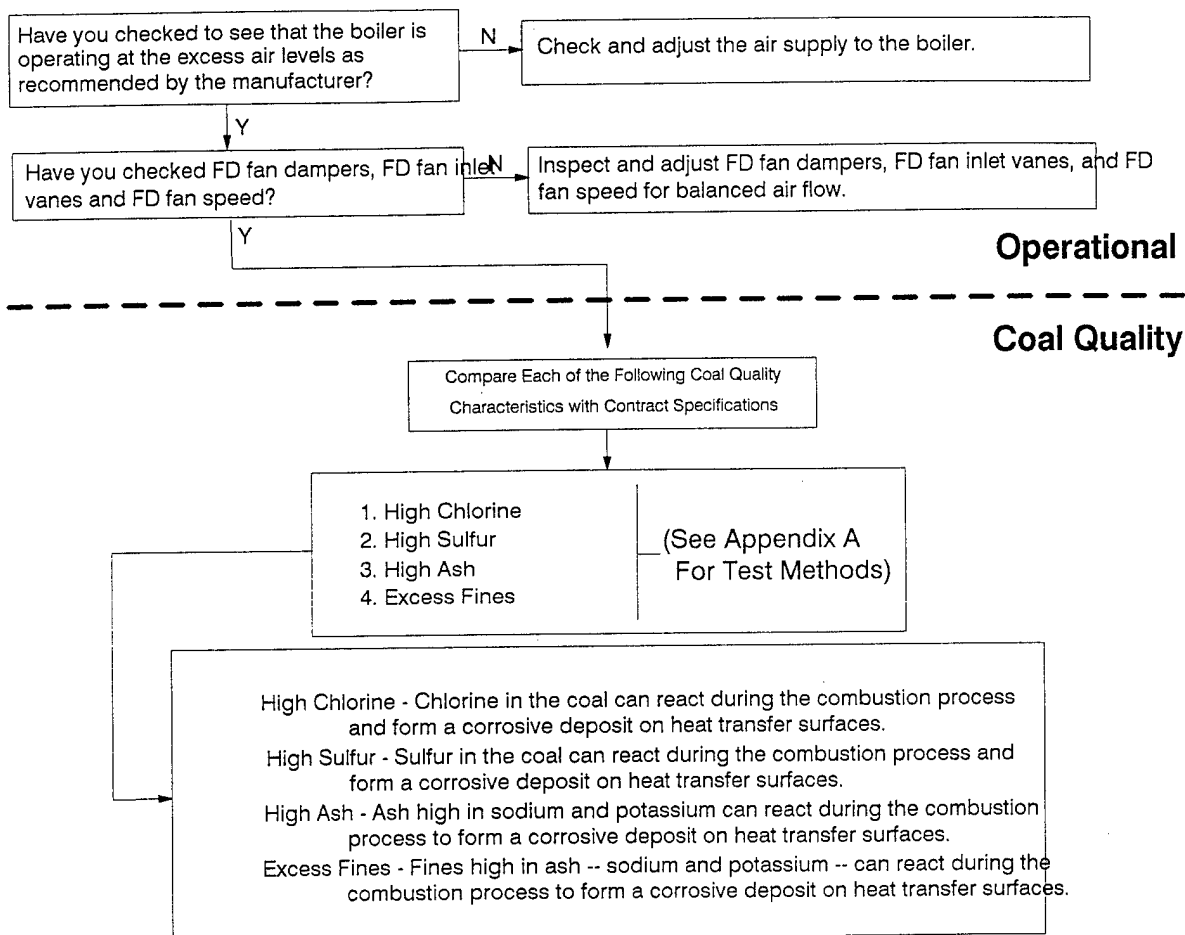 Have you checked to see that the boiler is
operating at the excess air levels as
recommended by the manufacturer?
N
Check and adjust the air supply to the boiler.
Y
Have you checked FD fan dampers, FD fan inlet
vanes and FD fan speed?
N
Inspect and adjust FD fan dampers, FD fan inlet vanes, and FD
fan speed for balanced air flow.
Y
Operational
Coal Quality
Compare Each of the Following Coal Quality
Characteristics with Contract Specifications
1. High Chlorine
2. High Sulfur
3. High Ash
4. Excess Fines
(See Appendix A
For Test Methods)
High Chlorine - Chlorine in the coal can react during the combustion process
and form a corrosive deposit on heat transfer surfaces.
High Sulfur - Sulfur in the coal can react during the combustion process and
form a corrosive deposit on heat transfer surfaces.
High Ash - Ash high in sodium and potassium can react during the combustion
process to form a corrosive deposit on heat transfer surfaces.
Excess Fines - Fines high in ash -- sodium and potassium -- can react during the
combustion process to form a corrosive deposit on heat transfer surfaces.